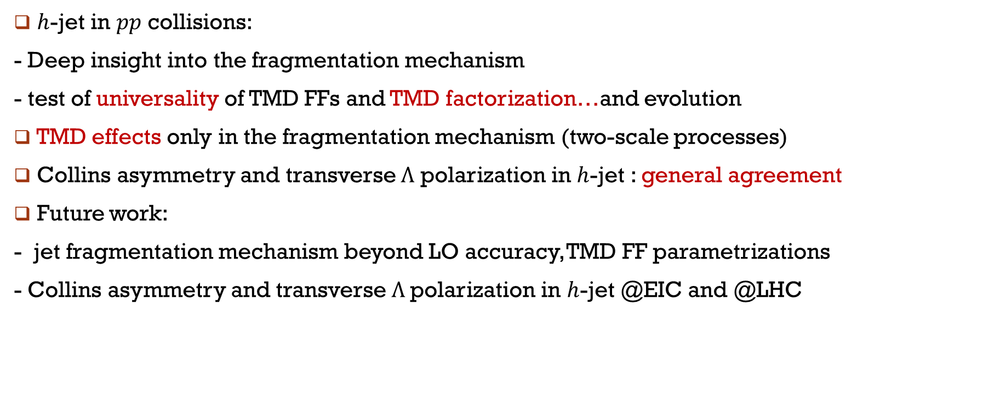 ❑ h-jet in pp collisions:
- Deep insight into the fragmentation mechanism
- test of universality of TMD FFs and TMD factorization...and evolution
❑ TMD effects only in the fragmentation mechanism (two-scale processes)
❑ Collins asymmetry and transverse Λ polarization in h-jet : general agreement
❑ Future work:
- jet fragmentation mechanism beyond LO accuracy, TMD FF parametrizations
- Collins asymmetry and transverse Λ polarization in h-jet @EIC and @LHC